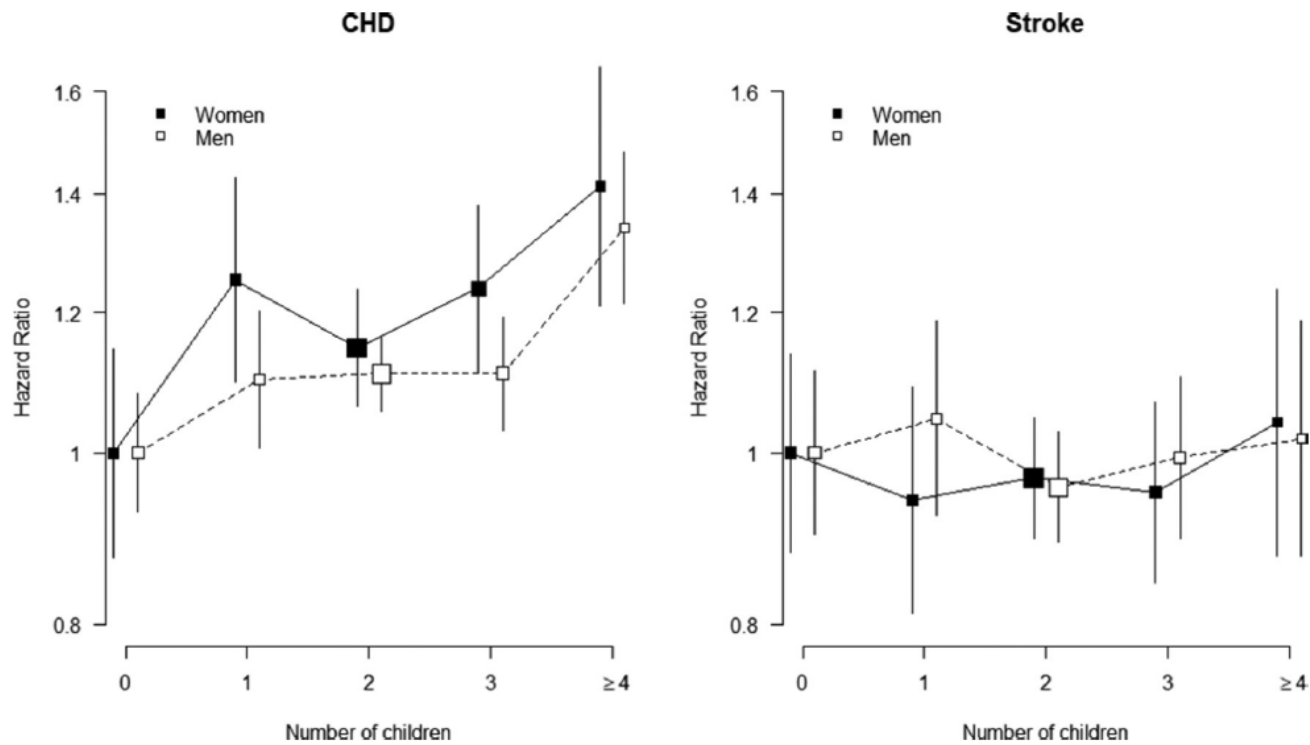 CHD
Hazard Ratio
1.6
1.4
1.2
1
0.8
Women
Men
0
1
2
3
≥4
Number of children
Stroke
Hazard Ratio
1.6
1.4
1.2
1
0.8
Women
Men
0
1
2
3
≥4
Number of children